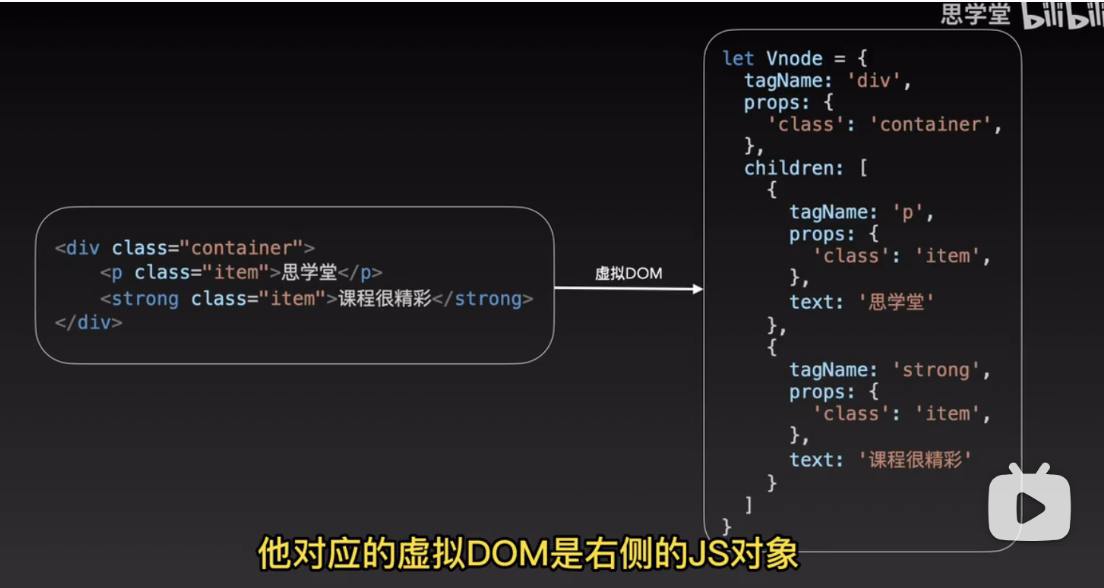 思学堂 bilibili
<div class="container">
<p class="item">思学堂</p>
<strong class="item">课程很精彩</strong>
</div>
虚拟DOM
let Vnode = {
tagName: 'div',
props: {
'class': 'container',
},
children: [
{
tagName: 'p',
props: {
'class': 'item',
},
text: '思学堂'
},
{
tagName: 'strong',
props: {
'class': 'item',
},
text: '课程很精彩'
}
]
}
他对应的虚拟DOM是右侧的JS对象